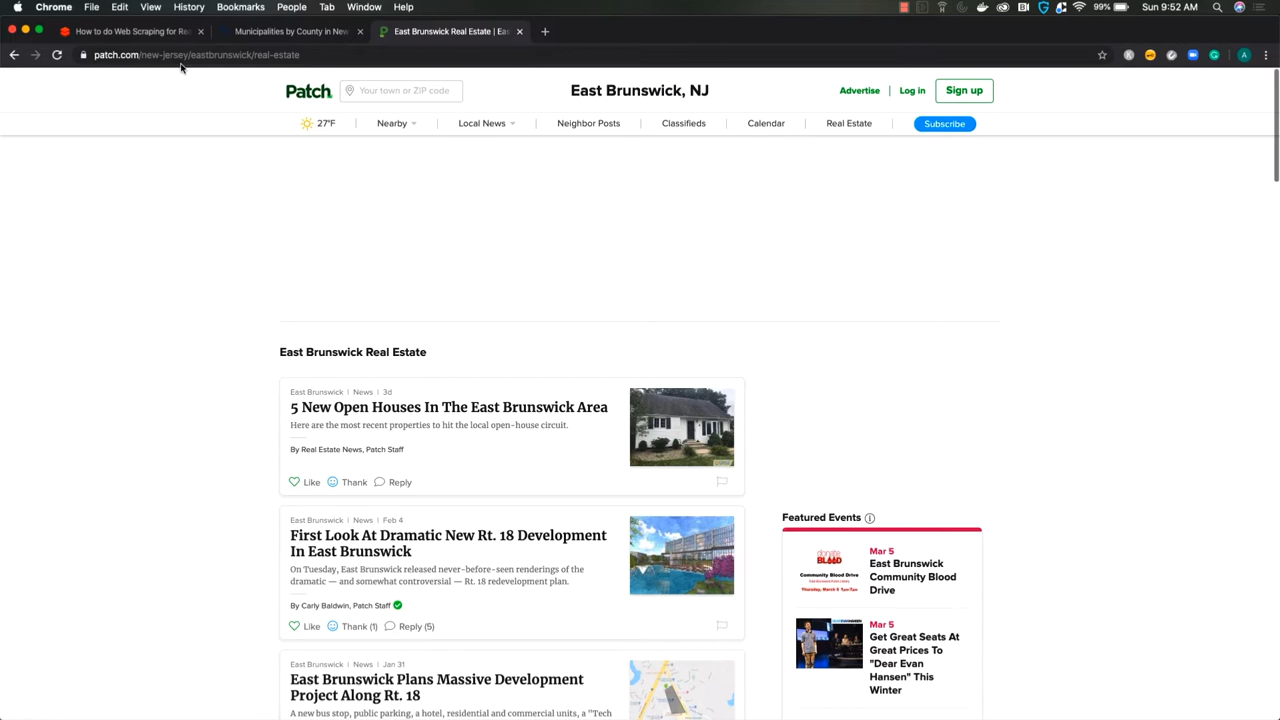 Chrome File Edit View History Bookmarks People Tab Window Help 99% Sun 9:52 AM
How to do Web Scraping for Rea Municipalities by County in New East Brunswick Real Estate | Eas
patch.com/new-jersey/eastbrunswick/real-estate A
Patch Your town or ZIP code East Brunswick, NJ Advertise | Log in Sign up
27°F Nearby Local News Neighbor Posts Classifieds Calendar Real Estate Subscribe
East Brunswick Real Estate
East Brunswick | News | 3d
5 New Open Houses In The East Brunswick Area
Here are the most recent properties to hit the local open-house circuit.
By Real Estate News, Patch Staff
Like Thank Reply
East Brunswick | News | Feb 4
First Look At Dramatic New Rt. 18 Development
In East Brunswick
On Tuesday, East Brunswick released never-before-seen renderings of the
dramatic — and somewhat controversial — Rt. 18 redevelopment plan.
By Carly Baldwin, Patch Staff
Like Thank (1) Reply (5)
East Brunswick | News | Jan 31
East Brunswick Plans Massive Development
Project Along Rt. 18
A new bus stop, public parking, a hotel, residential and commercial units, a "Tech
Featured Events
donate
BLOOD
Community Blood Drive
Mar 5
East Brunswick
Community Blood
Drive
Mar 5
Get Great Seats At
Great Prices To
"Dear Evan
Hansen" This
Winter